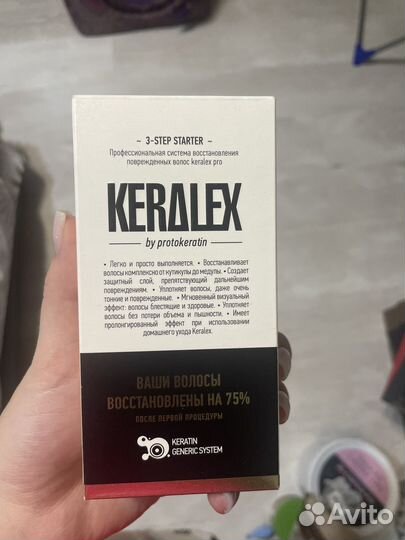 ~ 3-STEP STARTER ~
Профессиональная система восстановления
поврежденных волос keralex pro
KERALEX
by protokeratin
• Легко и просто выполняется. • Восстанавливает
волосы комплексно от кутикулы до медулы. • Создает
защитный слой, препятствующий дальнейшим
повреждениям. • Уплотняет волосы, даже очень
тонкие и поврежденные. • Мгновенный визуальный
эффект: волосы блестящие и здоровые. • Уплотняет
волосы без потери объема и пышности. • Имеет
пролонгированный эффект при использовании
домашнего ухода Keralex.
ВАШИ ВОЛОСЫ
ВОССТАНОВЛЕНЫ НА 75%
ПОСЛЕ ПЕРВОЙ ПРОЦЕДУРЫ
KERATIN
GENERIC SYSTEM
Avito